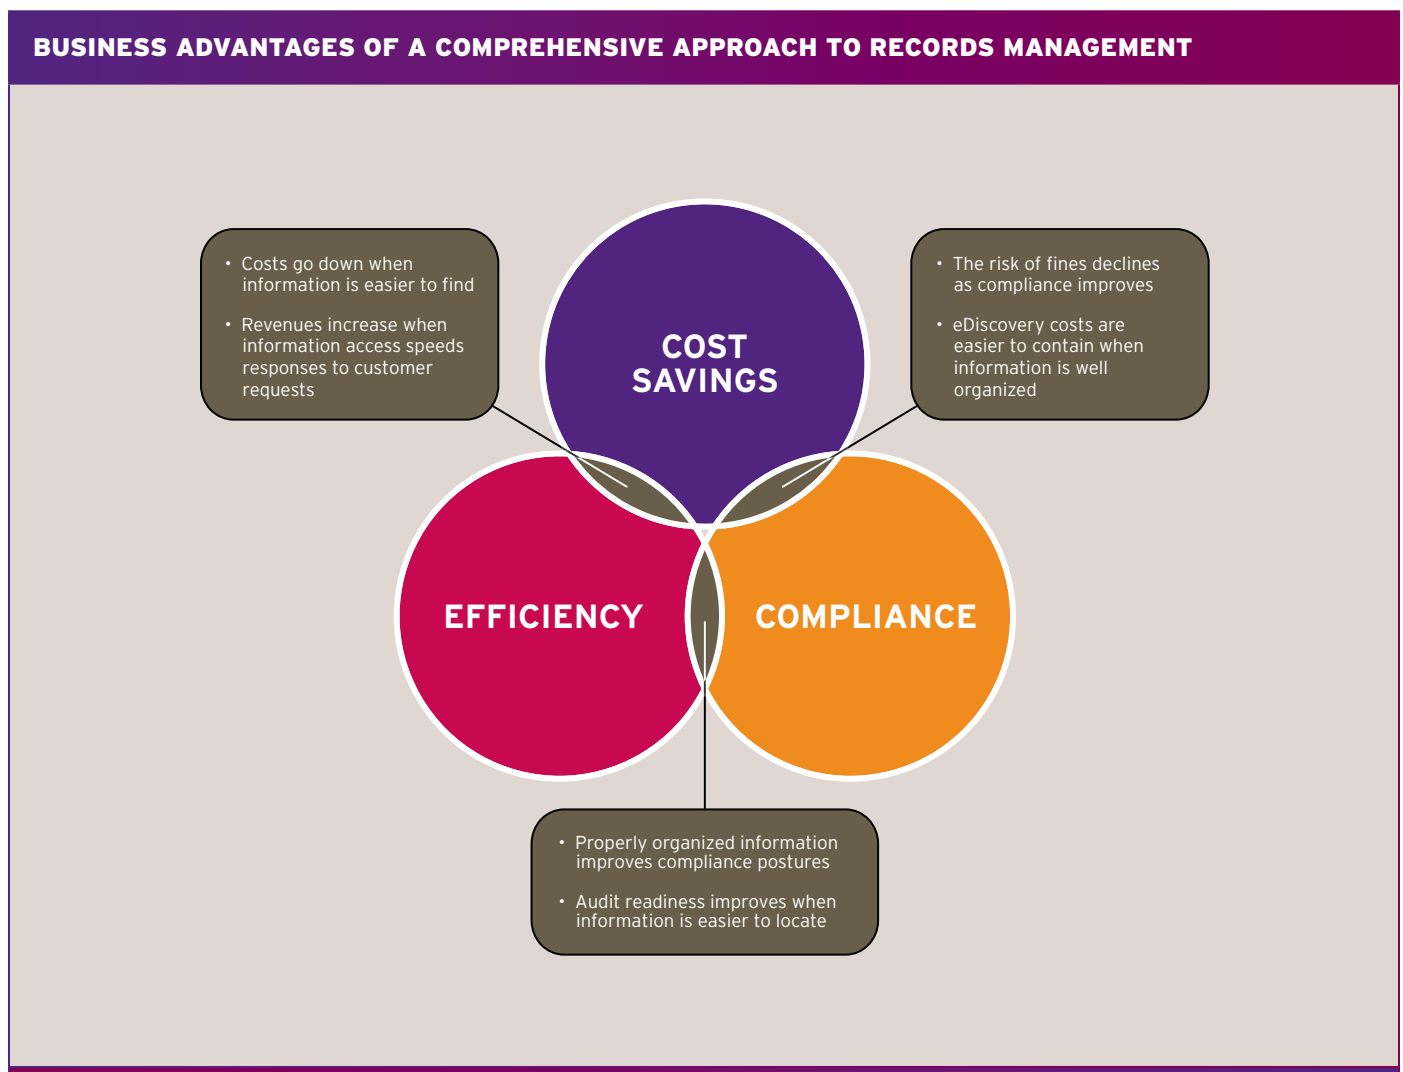 BUSINESS ADVANTAGES OF A COMPREHENSIVE APPROACH TO RECORDS MANAGEMENT
• Costs go down when
information is easier to find
• Revenues increase when
information access speeds
responses to customer
requests
• The risk of fines declines
as compliance improves
• eDiscovery costs are
easier to contain when
information is well
organized
COST
SAVINGS
EFFICIENCY
COMPLIANCE
• Properly organized information
improves compliance postures
• Audit readiness improves when
information is easier to locate